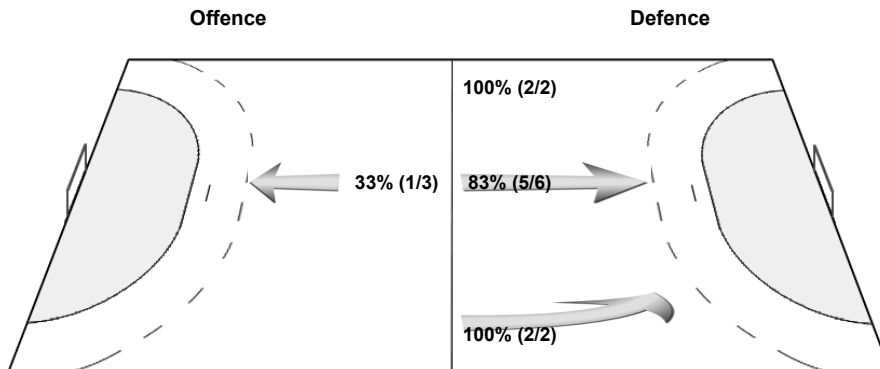 Offence
Defence
100% (2/2)
33% (1/3)
83% (5/6)
100% (2/2)